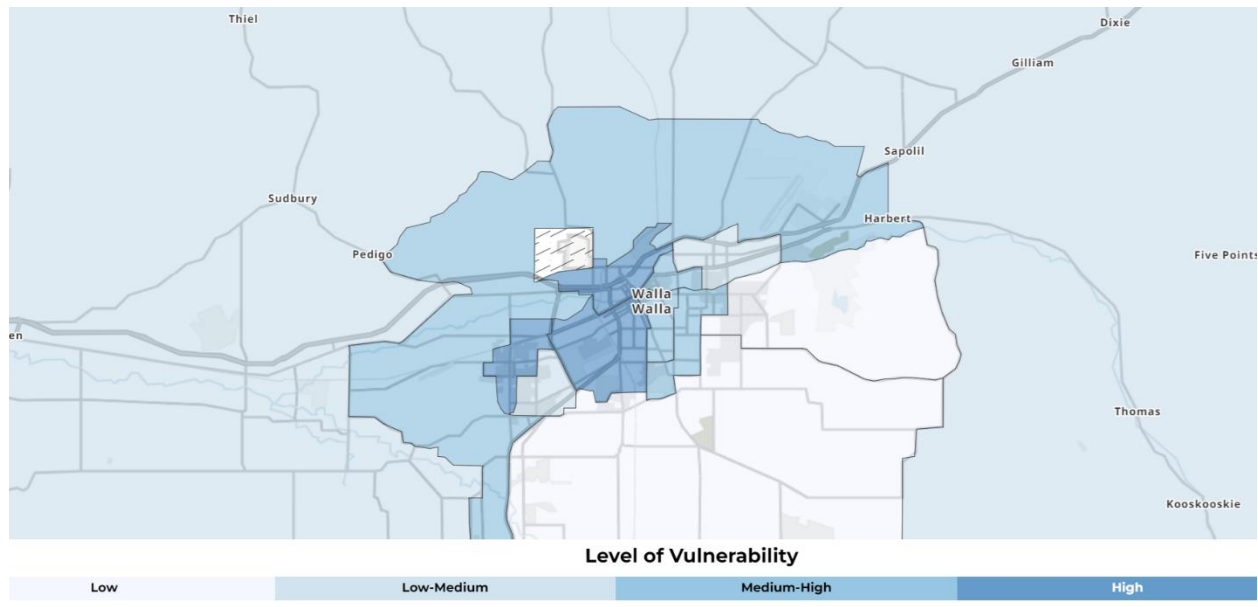 Thiel
Dixie
Gilliam
Sapolil
Sudbury
Harbert
Pedigo
Five Points
Walla
Walla
en
Thomas
Kooskooskie
Level of Vulnerability
Low
Low-Medium
Medium-High
High